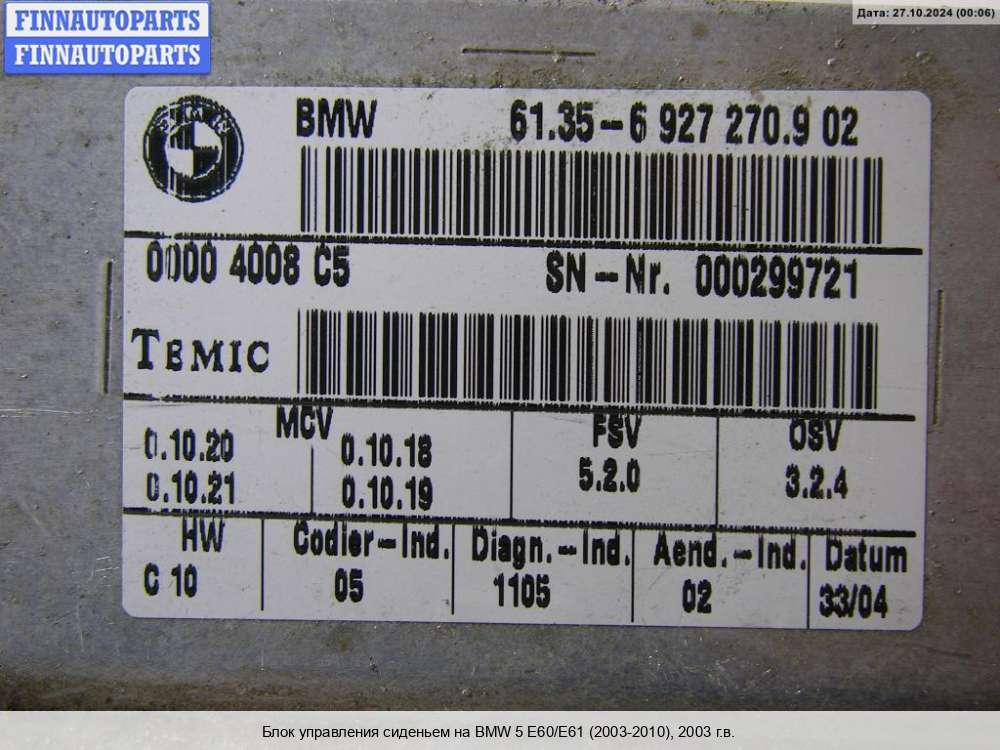 FINNAUTOPARTS
FINNAUTOPARTS
Дата: 27.10.2024 (00:06)
BMW
BMW 61.35-6 927 270.9 02
0000 4008 C5 SN-Nr. 000299721
TEMIC
MCV FSV OSV
0.10.20 0.10.18 5.2.0 3.2.4
0.10.21 0.10.19
HW Codier-Ind. Diagn.-Ind. Aend.-Ind. Datum
C 10 05 1105 02 33/04
Блок управления сиденьем на BMW 5 E60/E61 (2003-2010), 2003 г.в.